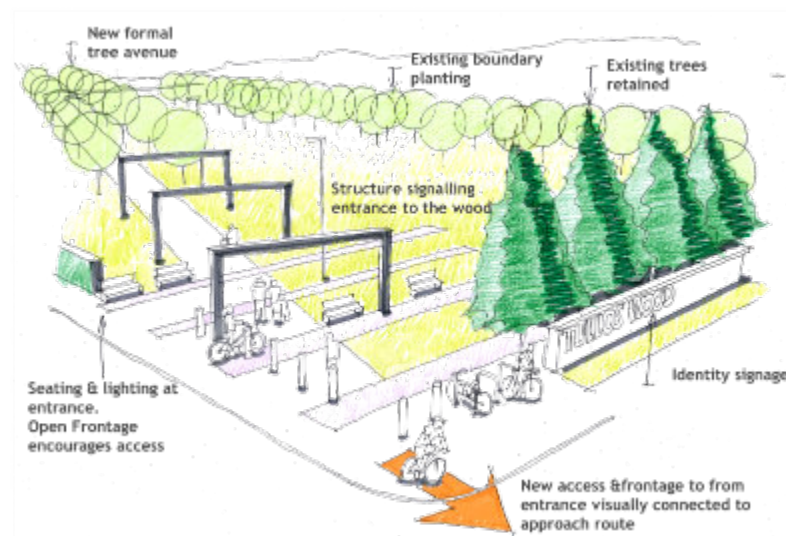 New formal
tree avenue
Existing boundary
planting
Existing trees
retained
Structure signalling
entrance to the wood
WOOD
Identity signage
Seating & lighting at
entrance.
Open Frontage
encourages access
New access &frontage to from
entrance visually connected to
approach route